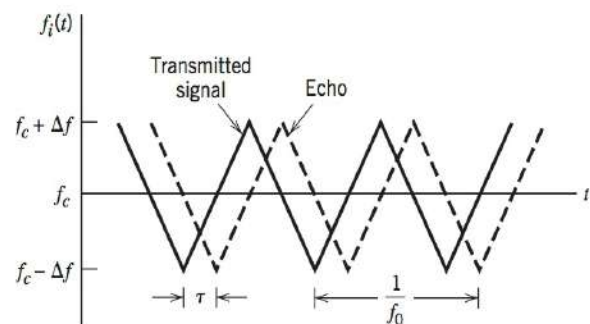 f_i(t)
Transmitted
signal
Echo
f_c + Δf
f_c
t
f_c − Δf
τ
1
f_0